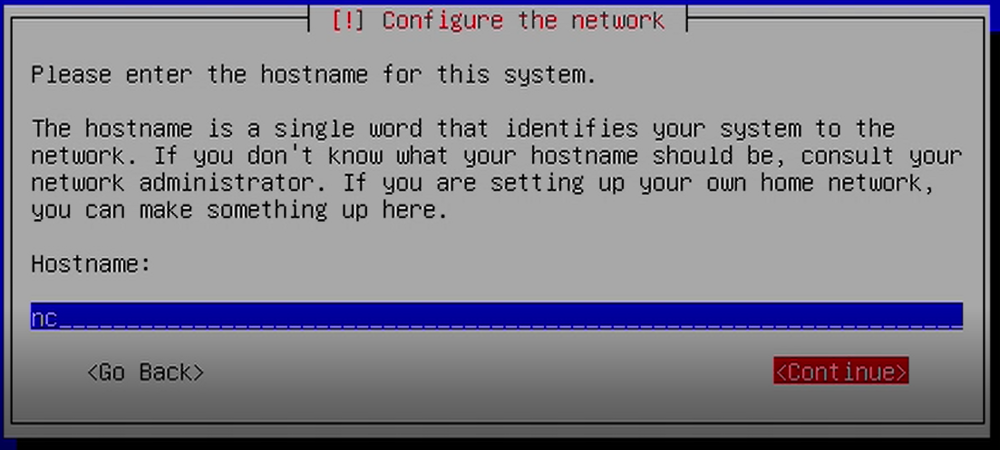 [!] Configure the network
Please enter the hostname for this system.
The hostname is a single word that identifies your system to the
network. If you don't know what your hostname should be, consult your
network administrator. If you are setting up your own home network,
you can make something up here.
Hostname:
nc
<Go Back>
<Continue>